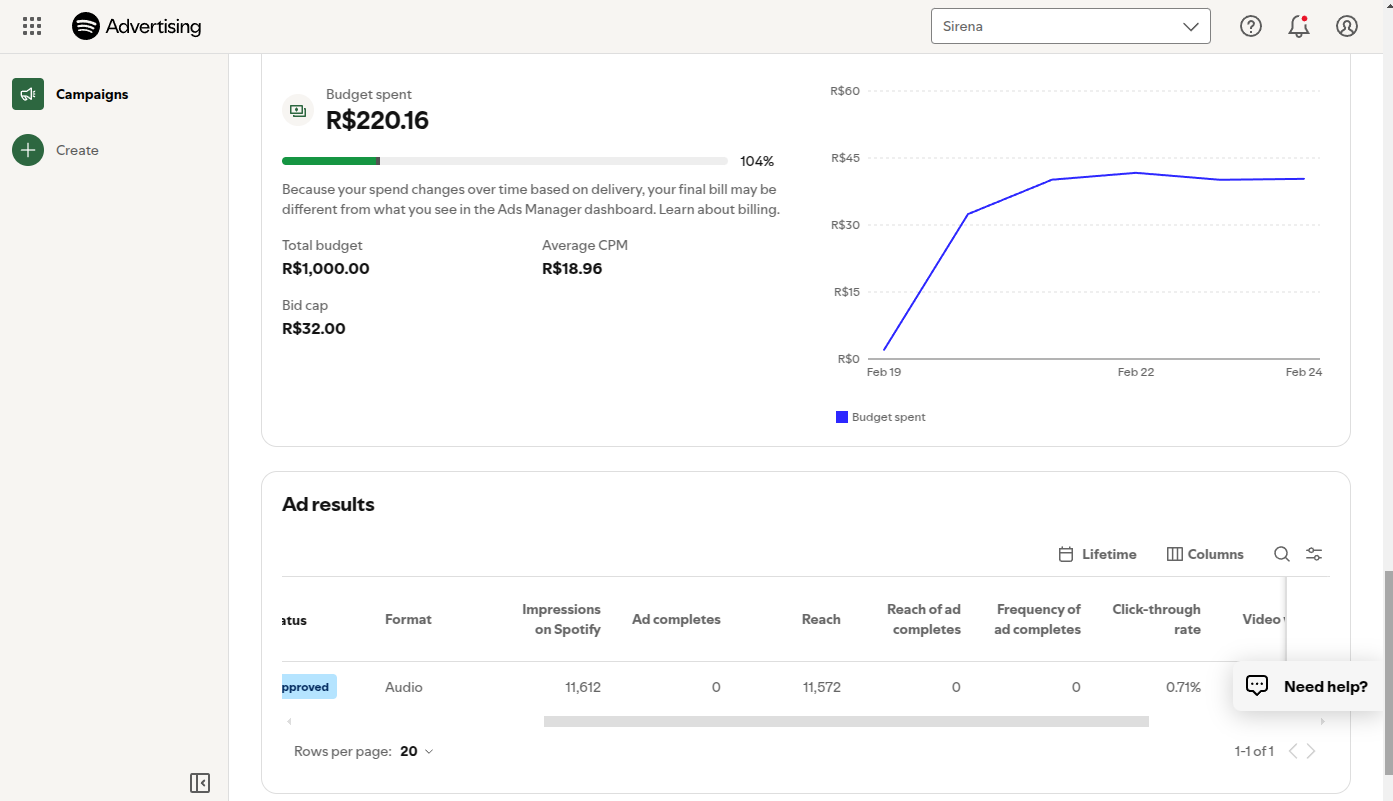 Advertising
Sirena
Campaigns
Create
Budget spent
R$220.16
104%
Because your spend changes over time based on delivery, your final bill may be
different from what you see in the Ads Manager dashboard. Learn about billing.
Total budget
R$1,000.00
Average CPM
R$18.96
Bid cap
R$32.00
R$60
R$45
R$30
R$15
R$0
Feb 19
Feb 22
Feb 24
Budget spent
Ad results
Lifetime
Columns
atus
Format
Impressions
on Spotify
Ad completes
Reach
Reach of ad
completes
Frequency of
ad completes
Click-through
rate
Video
pproved
Audio
11,612
0
11,572
0
0
0.71%
Need help?
Rows per page: 20
1-1 of 1